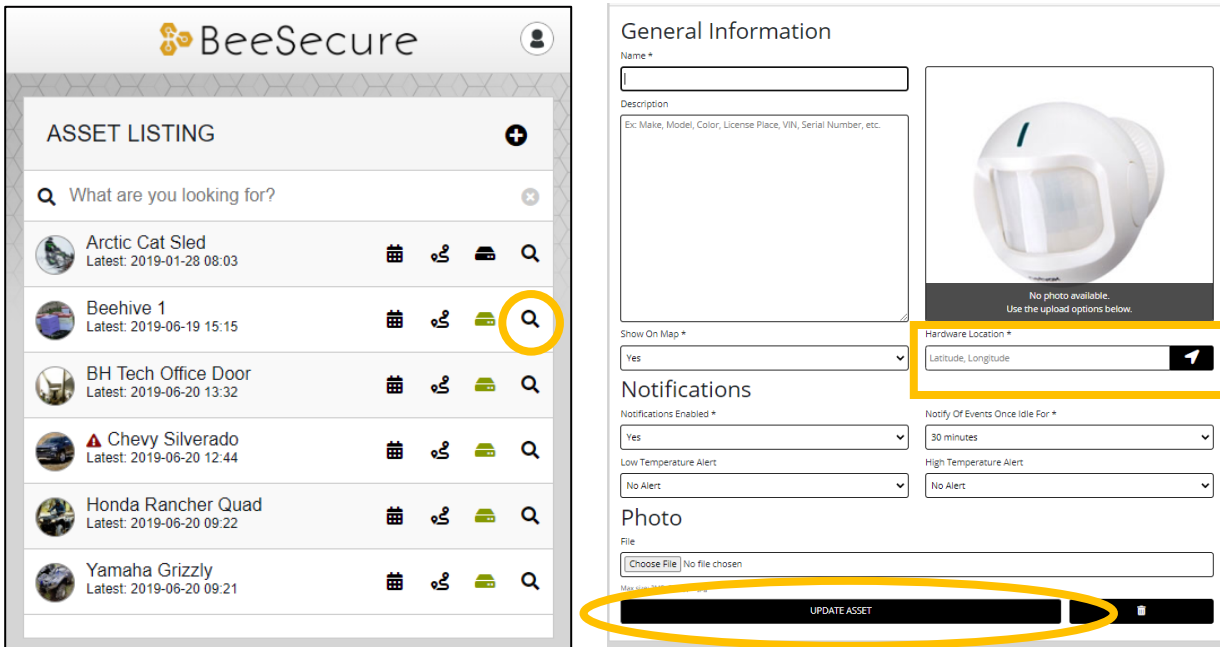 BeeSecure
ASSET LISTING
What are you looking for?
Arctic Cat Sled
Latest: 2019-01-28 08:03
Beehive 1
Latest: 2019-06-19 15:15
BH Tech Office Door
Latest: 2019-06-20 13:32
Chevy Silverado
Latest: 2019-06-20 12:44
Honda Rancher Quad
Latest: 2019-06-20 09:22
Yamaha Grizzly
Latest: 2019-06-20 09:21
General Information
Name *
Description
Ex: Make, Model, Color, License Place, VIN, Serial Number, etc.
No photo available.
Use the upload options below.
Show On Map *
Yes
Hardware Location *
Latitude, Longitude
Notifications
Notifications Enabled *
Yes
Notify Of Events Once Idle For *
30 minutes
Low Temperature Alert
No Alert
High Temperature Alert
No Alert
Photo
File
Choose File No file chosen
UPDATE ASSET